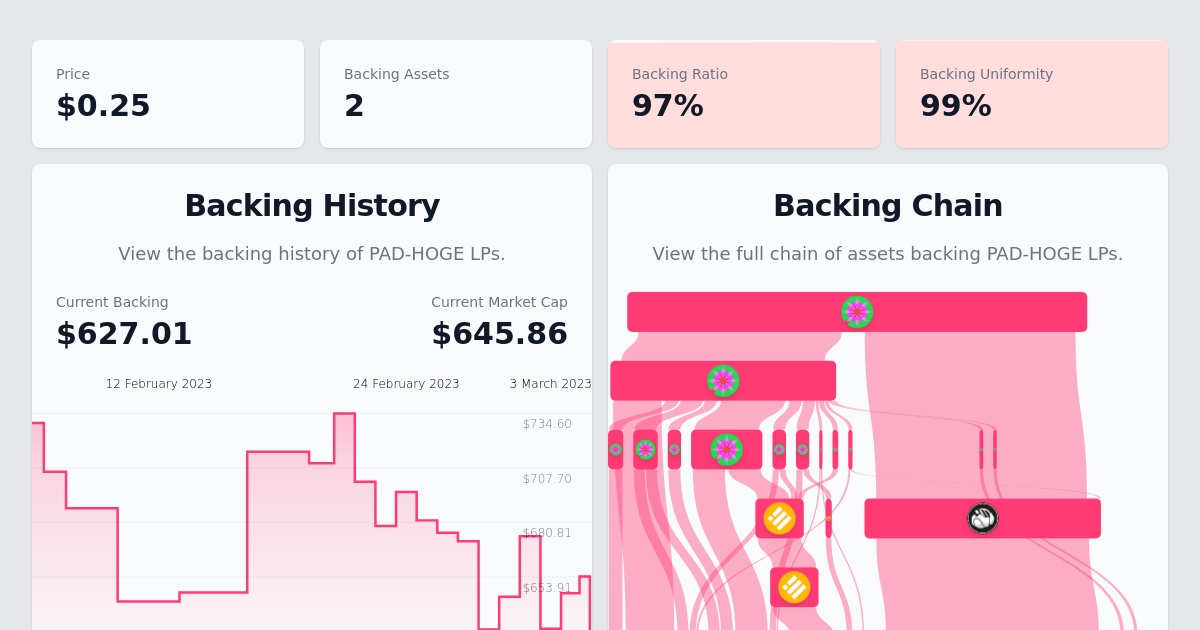 Price
$0.25
Backing Assets
2
Backing Ratio
97%
Backing Uniformity
99%
Backing History
View the backing history of PAD-HOGE LPs.
Current Backing
$627.01
Current Market Cap
$645.86
12 February 2023
24 February 2023
3 March 2023
$734.60
$707.70
$680.81
$653.91
Backing Chain
View the full chain of assets backing PAD-HOGE LPs.